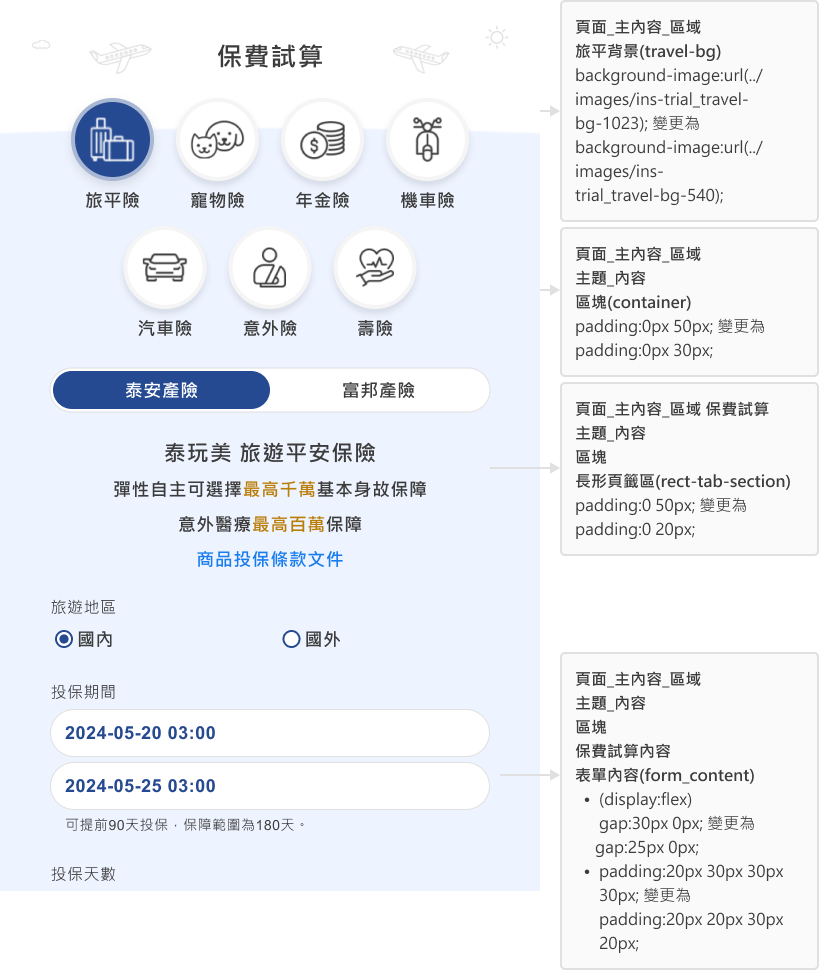 保費試算
旅平險
寵物險
年金險
機車險
汽車險
意外險
壽險
泰安產險
富邦產險
泰玩美 旅遊平安保險
彈性自主可選擇最高千萬基本身故保障
意外醫療最高百萬保障
商品投保條款文件
旅遊地區
國內
國外
投保期間
2024-05-20 03:00
2024-05-25 03:00
可提前90天投保，保障範圍為180天。
投保天數
頁面_主內容_區域
旅平背景(travel-bg)
background-image:url(../
images/ins-trial_travel-
bg-1023); 變更為
background-image:url(../
images/ins-
trial_travel-bg-540);
頁面_主內容_區域
主題_內容
區塊(container)
padding:0px 50px; 變更為
padding:0px 30px;
頁面_主內容_區域 保費試算
主題_內容
區塊
長形頁籤區(rect-tab-section)
padding:0 50px; 變更為
padding:0 20px;
頁面_主內容_區域
主題_內容
區塊
保費試算內容
表單內容(form_content)
• (display:flex)
gap:30px 0px; 變更為
gap:25px 0px;
• padding:20px 30px 30px
30px; 變更為
padding:20px 20px 30px
20px;